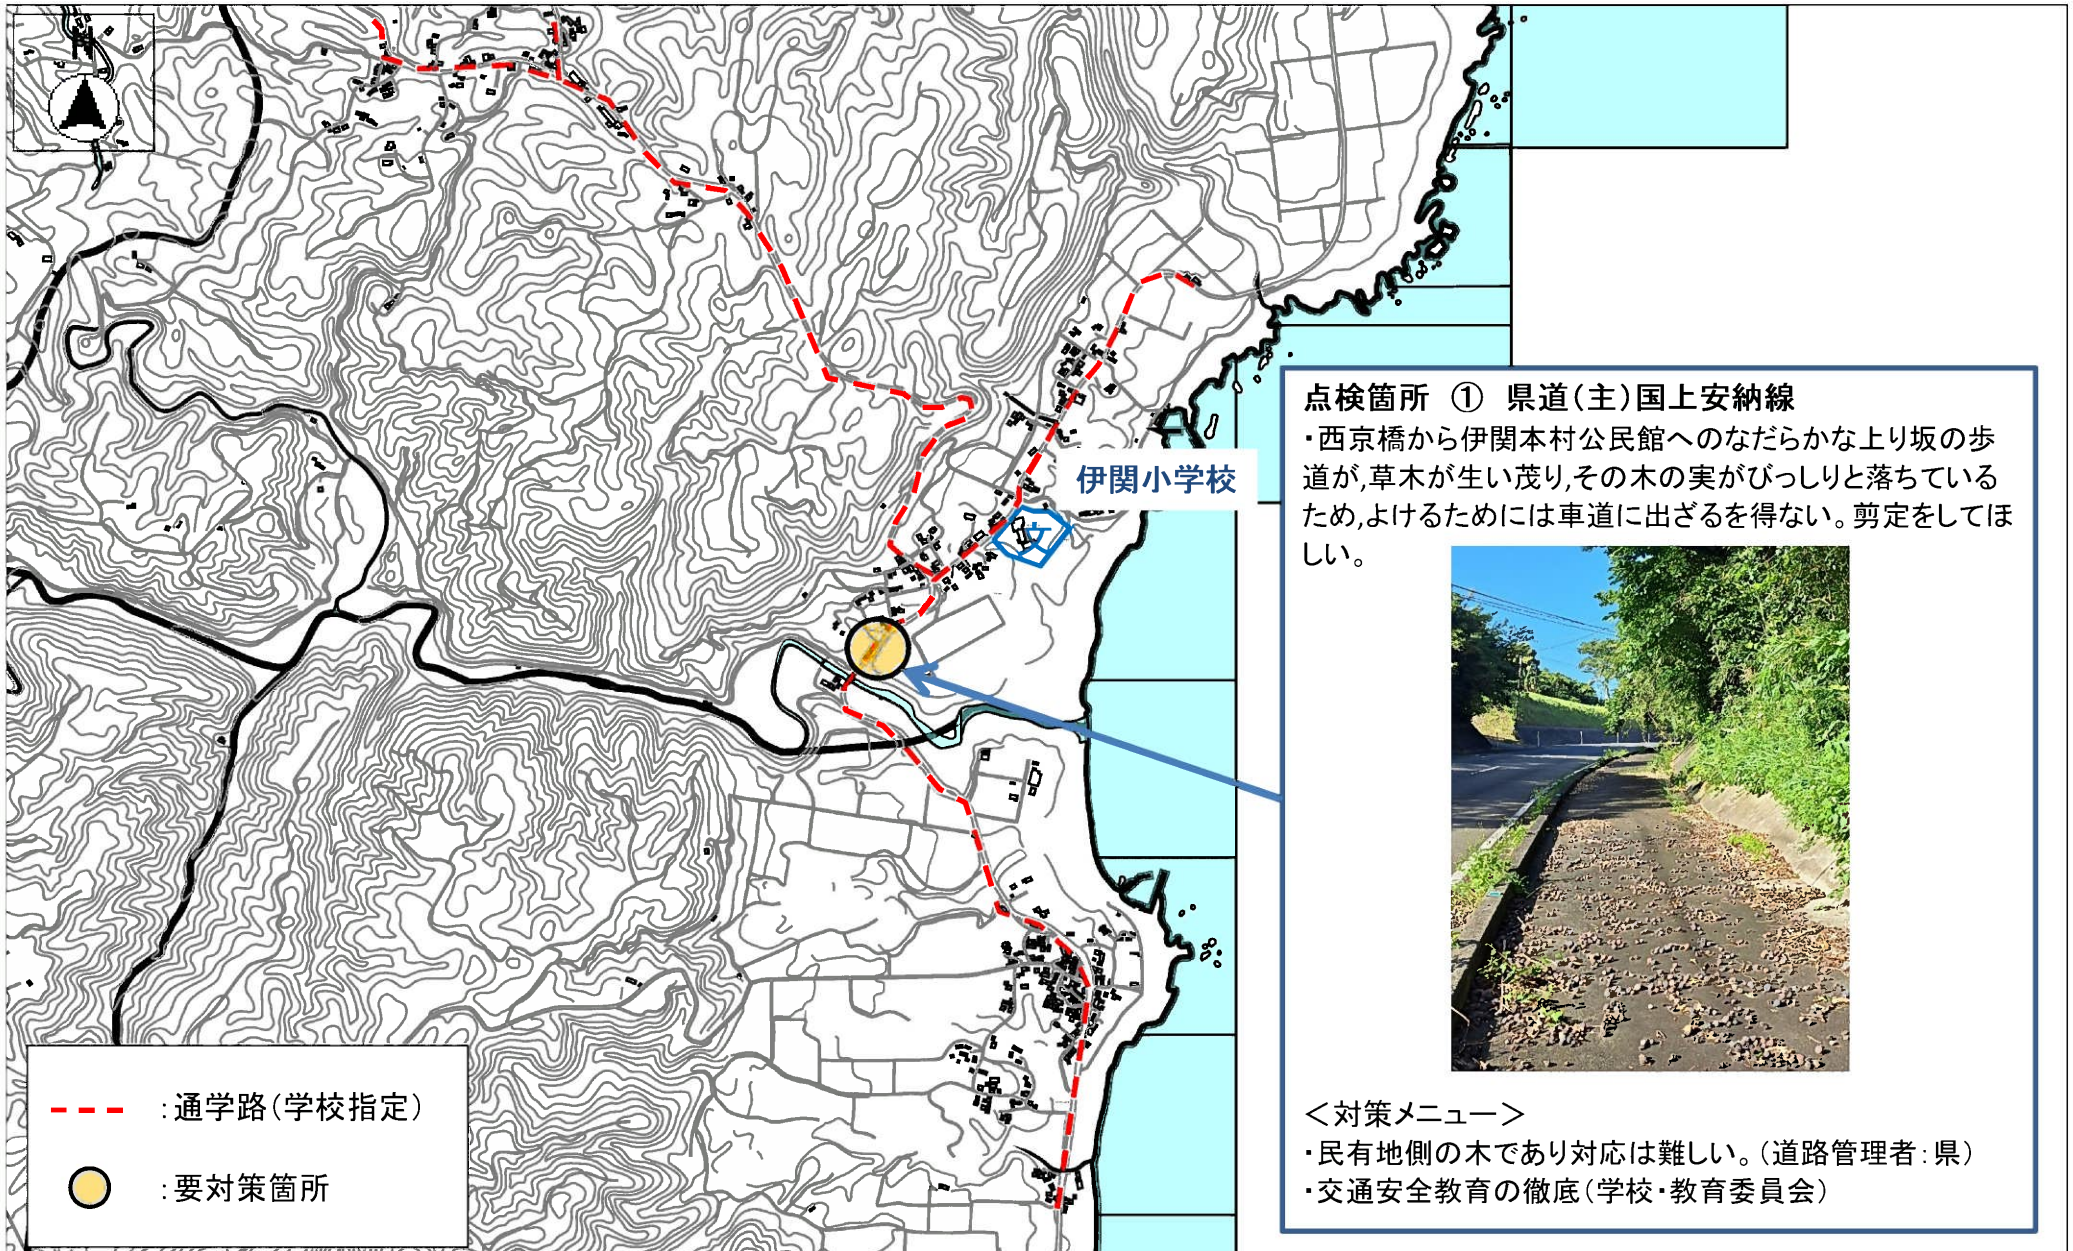 N
伊関小学校
文
点検箇所 ① 県道(主)国上安納線
・西京橋から伊関本村公民館へのなだらかな上り坂の歩
道が,草木が生い茂り,その木の実がびっしりと落ちている
ため,よけるためには車道に出ざるを得ない。剪定をしてほ
しい。
<対策メニュー>
・民有地側の木であり対応は難しい。(道路管理者:県)
・交通安全教育の徹底(学校・教育委員会)
:通学路(学校指定)
:要対策箇所